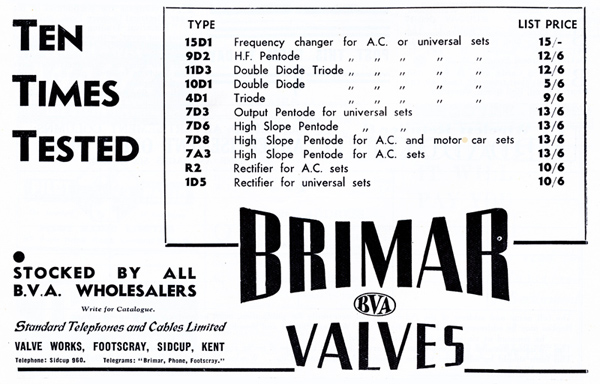 TEN
TIMES
TESTED
TYPE LIST PRICE
15D1 Frequency changer for A.C. or universal sets 15/-
9D2 H.F. Pentode ,, ,, ,, ,, ,, 12/6
11D3 Double Diode Triode ,, ,, ,, ,, ,, 12/6
10D1 Double Diode ,, ,, ,, ,, ,, 5/6
4D1 Triode ,, ,, ,, ,, ,, 9/6
7D3 Output Pentode for universal sets 13/6
7D6 High Slope Pentode ,, ,, 13/6
7D8 High Slope Pentode for A.C. and motor car sets 13/6
7A3 High Slope Pentode for A.C. sets 13/6
R2 Rectifier for A.C. sets 10/6
1D5 Rectifier for universal sets 10/6
BRIMAR
BVA
VALVES
● STOCKED BY ALL
B.V.A. WHOLESALERS
Write for Catalogue.
Standard Telephones and Cables Limited
VALVE WORKS, FOOTSCRAY, SIDCUP, KENT
Telephone: Sidcup 960. Telegrams: "Brimar, Phone, Footscray."